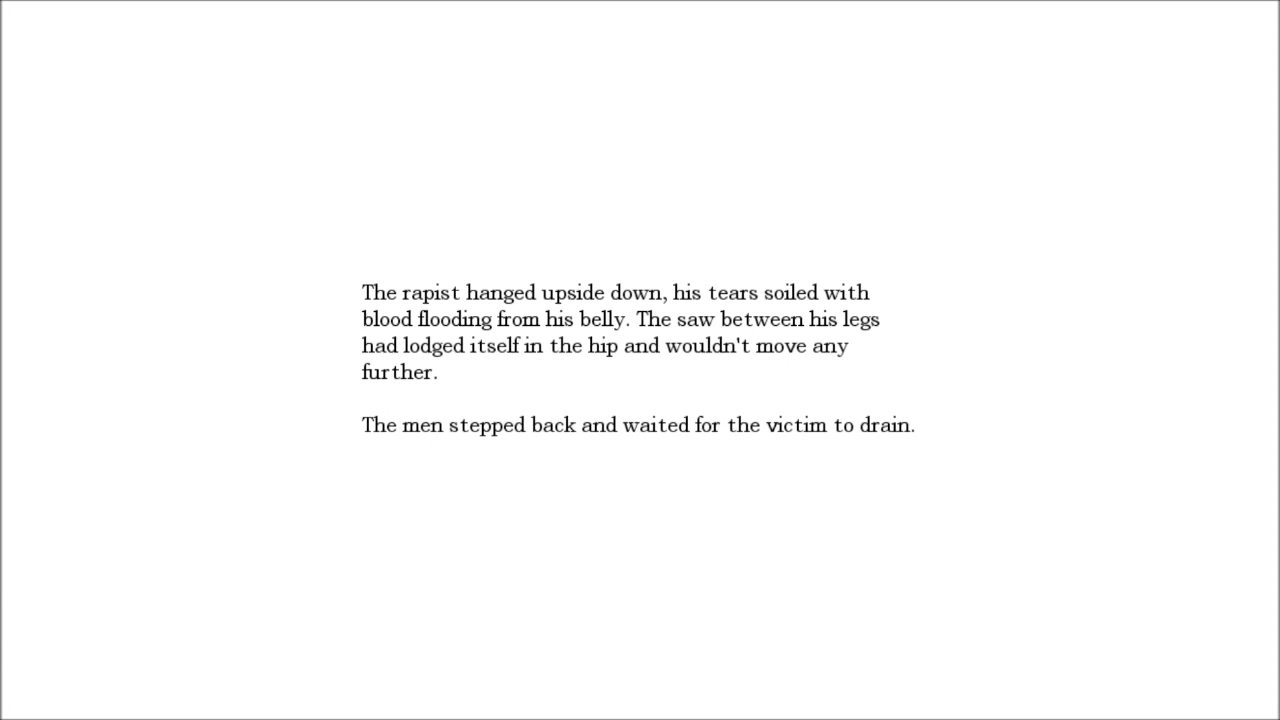 The rapist hanged upside down, his tears soiled with
blood flooding from his belly. The saw between his legs
had lodged itself in the hip and wouldn't move any
further.
The men stepped back and waited for the victim to drain.